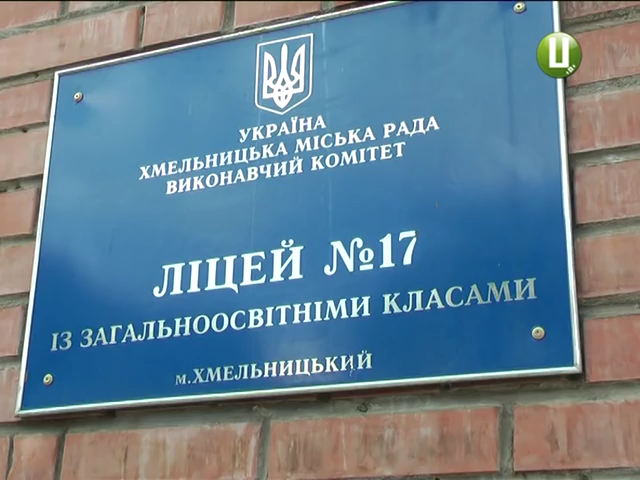 Ц
УКРАЇНА
ХМЕЛЬНИЦЬКА МІСЬКА РАДА
ВИКОНАВЧИЙ КОМІТЕТ
ЛІЦЕЙ №17
ІЗ ЗАГАЛЬНООСВІТНІМИ КЛАСАМИ
м.ХМЕЛЬНИЦЬКИЙ